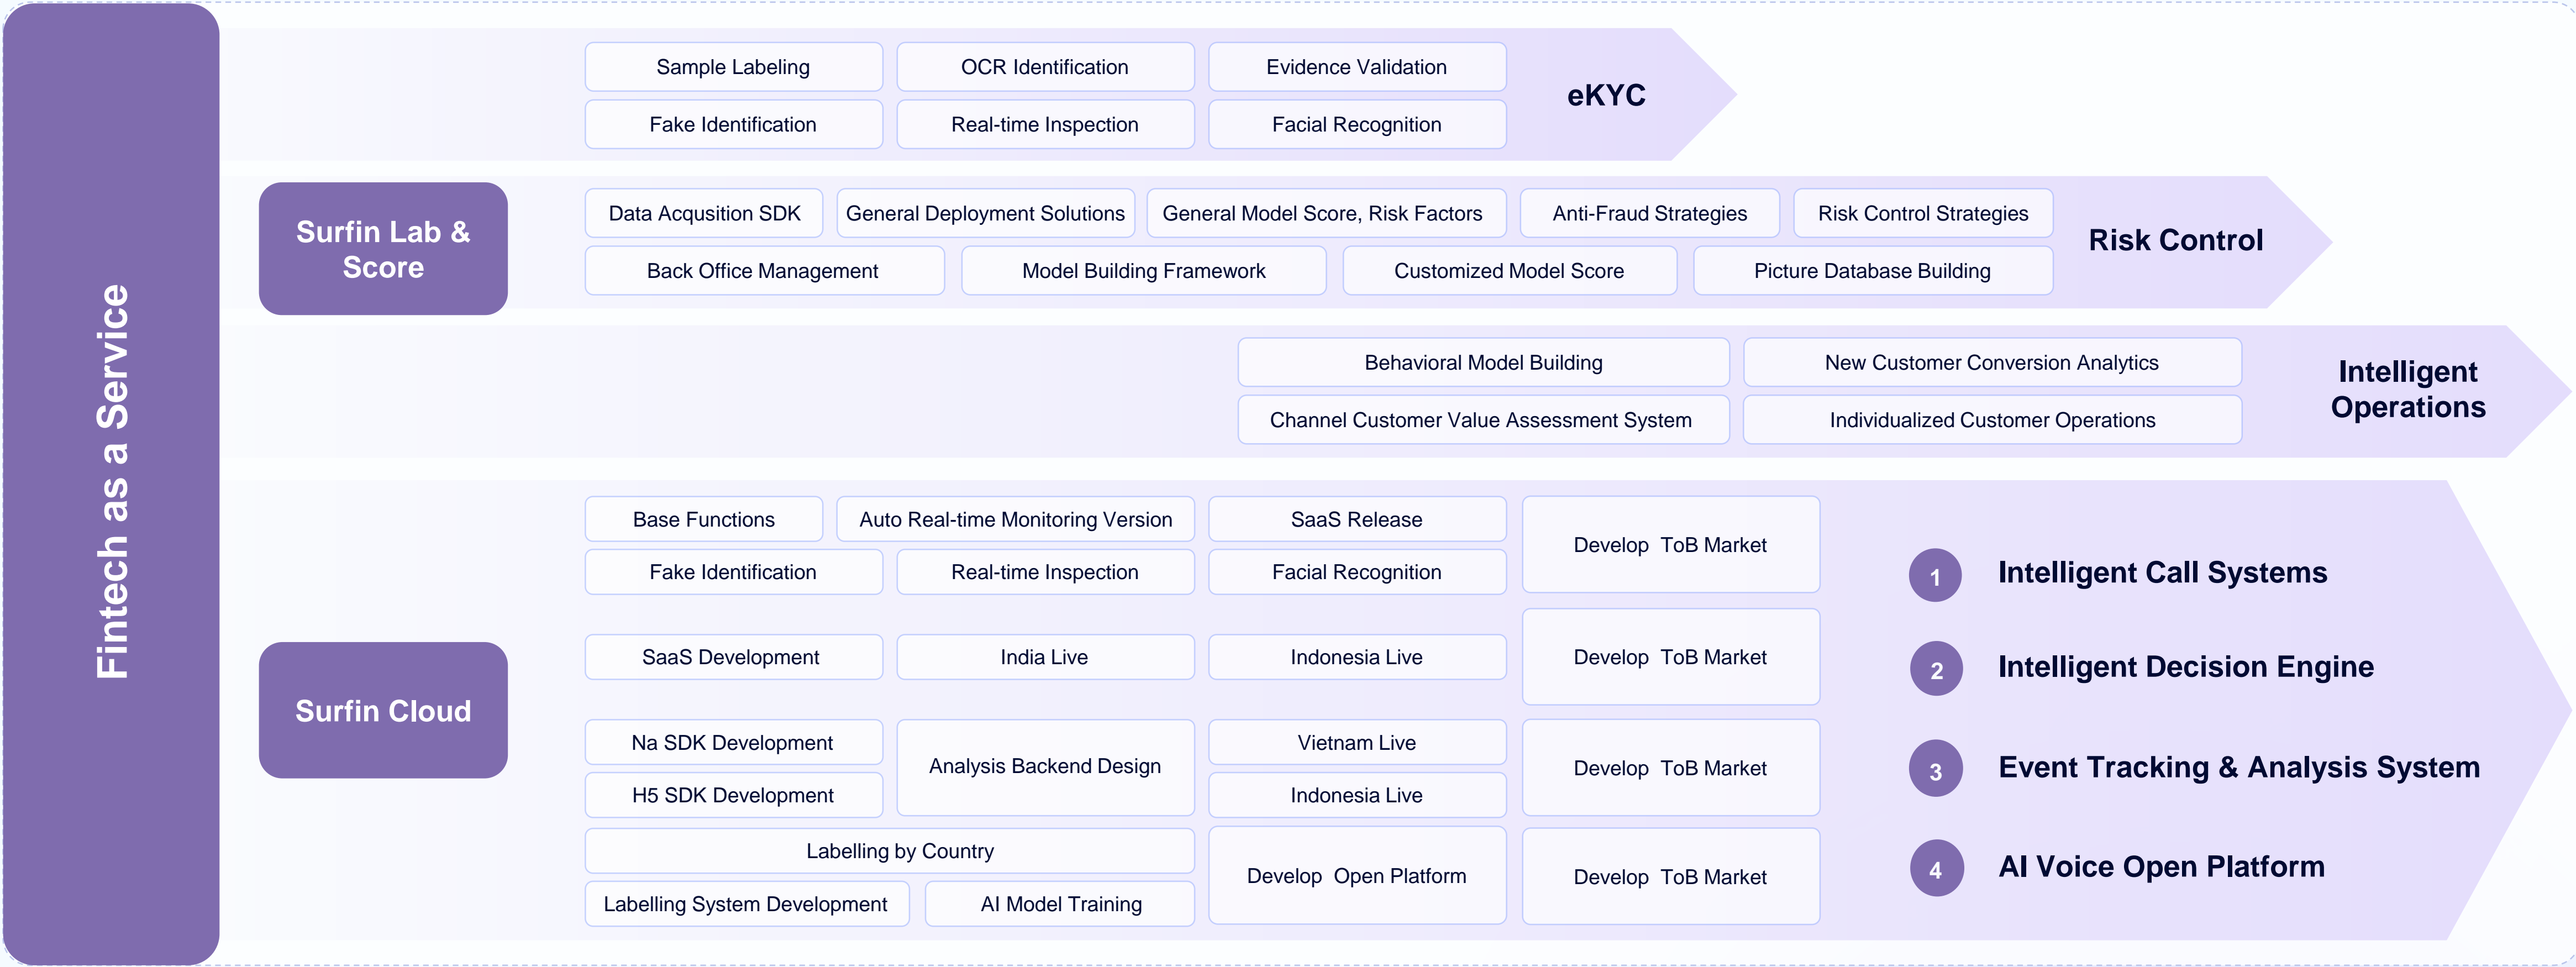 Fintech as a Service
Sample Labeling
OCR Identification
Evidence Validation
Fake Identification
Real-time Inspection
Facial Recognition
eKYC
Surfin Lab &
Score
Data Acqusition SDK
General Deployment Solutions
General Model Score, Risk Factors
Anti-Fraud Strategies
Risk Control Strategies
Back Office Management
Model Building Framework
Customized Model Score
Picture Database Building
Risk Control
Behavioral Model Building
New Customer Conversion Analytics
Channel Customer Value Assessment System
Individualized Customer Operations
Intelligent
Operations
Surfin Cloud
Base Functions
Auto Real-time Monitoring Version
SaaS Release
Develop  ToB Market
Fake Identification
Real-time Inspection
Facial Recognition
1 Intelligent Call Systems
SaaS Development
India Live
Indonesia Live
Develop  ToB Market
2 Intelligent Decision Engine
Na SDK Development
Analysis Backend Design
Vietnam Live
Develop  ToB Market
H5 SDK Development
Indonesia Live
3 Event Tracking & Analysis System
Labelling by Country
Develop  Open Platform
Develop  ToB Market
Labelling System Development
AI Model Training
4 AI Voice Open Platform